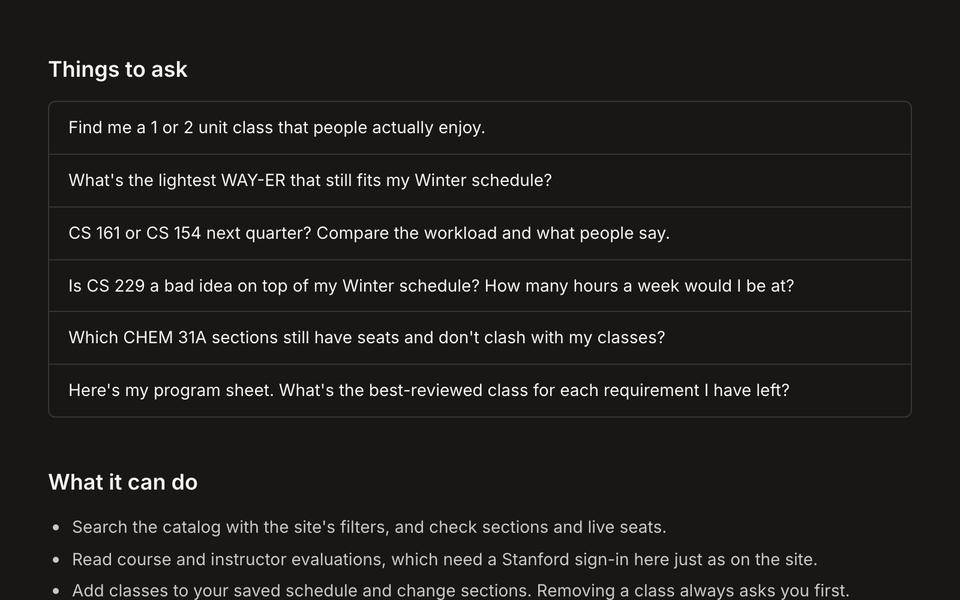 Things to ask
Find me a 1 or 2 unit class that people actually enjoy.
What's the lightest WAY-ER that still fits my Winter schedule?
CS 161 or CS 154 next quarter? Compare the workload and what people say.
Is CS 229 a bad idea on top of my Winter schedule? How many hours a week would I be at?
Which CHEM 31A sections still have seats and don't clash with my classes?
Here's my program sheet. What's the best-reviewed class for each requirement I have left?
What it can do
• Search the catalog with the site's filters, and check sections and live seats.
• Read course and instructor evaluations, which need a Stanford sign-in here just as on the site.
• Add classes to your saved schedule and change sections. Removing a class always asks you first.